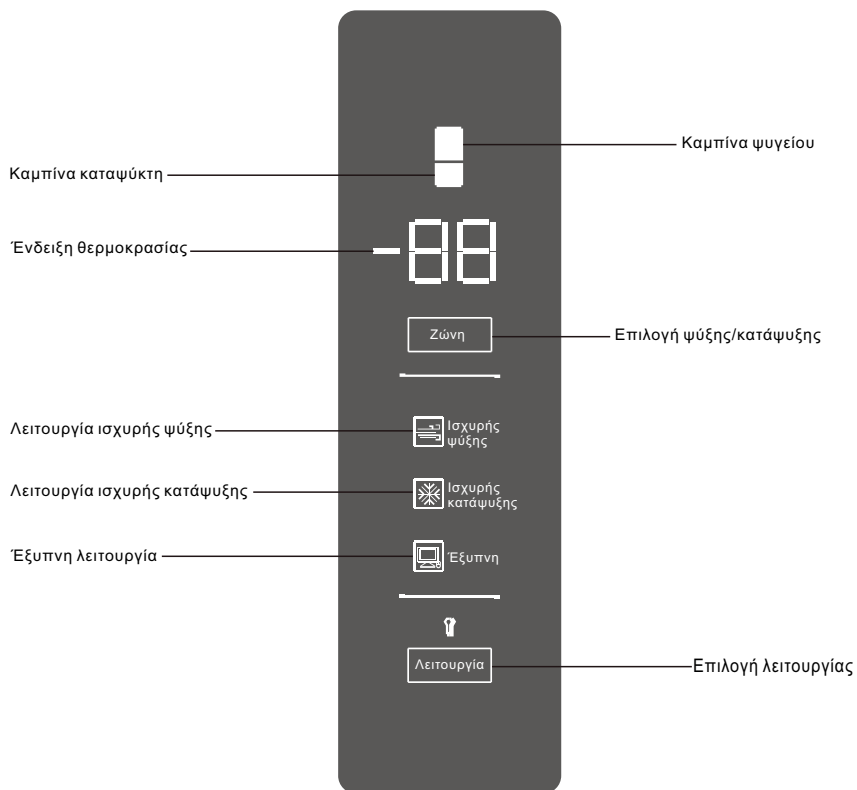 Καμπίνα ψυγείου
Καμπίνα καταψύκτη
-88
Ένδειξη θερμοκρασίας
Ζώνη
Επιλογή ψύξης/κατάψυξης
Λειτουργία ισχυρής ψύξης
Ισχυρής
ψύξης
Λειτουργία ισχυρής κατάψυξης
Ισχυρής
κατάψυξης
Έξυπνη λειτουργία
Έξυπνη
Λειτουργία
Επιλογή λειτουργίας